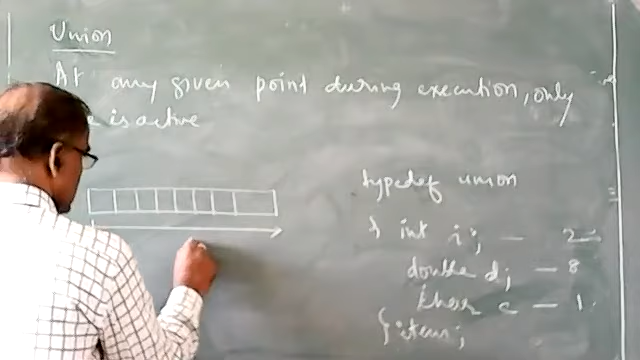 Union
At any given point during execution, only
is active
typedef union
{ int i; — 2
double d; — 8
char c — 1
} item;